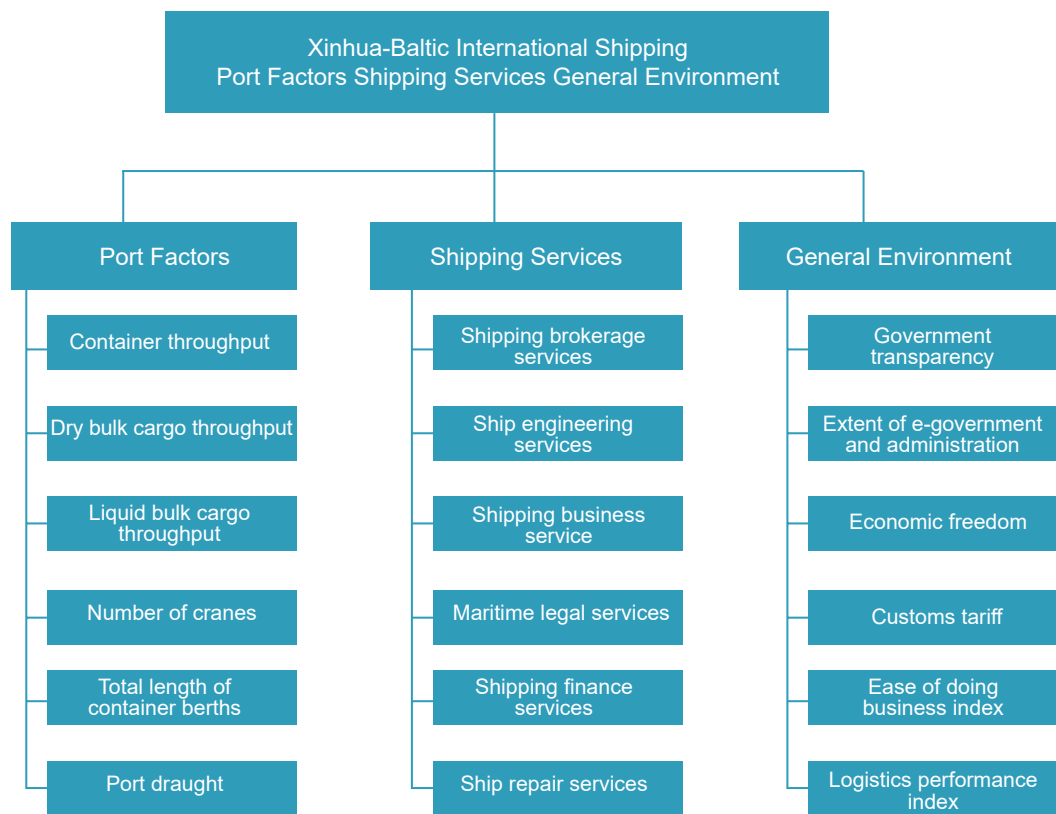 Xinhua-Baltic International Shipping
Port Factors Shipping Services General Environment
Port Factors
Container throughput
Dry bulk cargo throughput
Liquid bulk cargo
throughput
Number of cranes
Total length of
container berths
Port draught
Shipping Services
Shipping brokerage
services
Ship engineering
services
Shipping business
service
Maritime legal services
Shipping finance
services
Ship repair services
General Environment
Government
transparency
Extent of e-government
and administration
Economic freedom
Customs tariff
Ease of doing
business index
Logistics performance
index